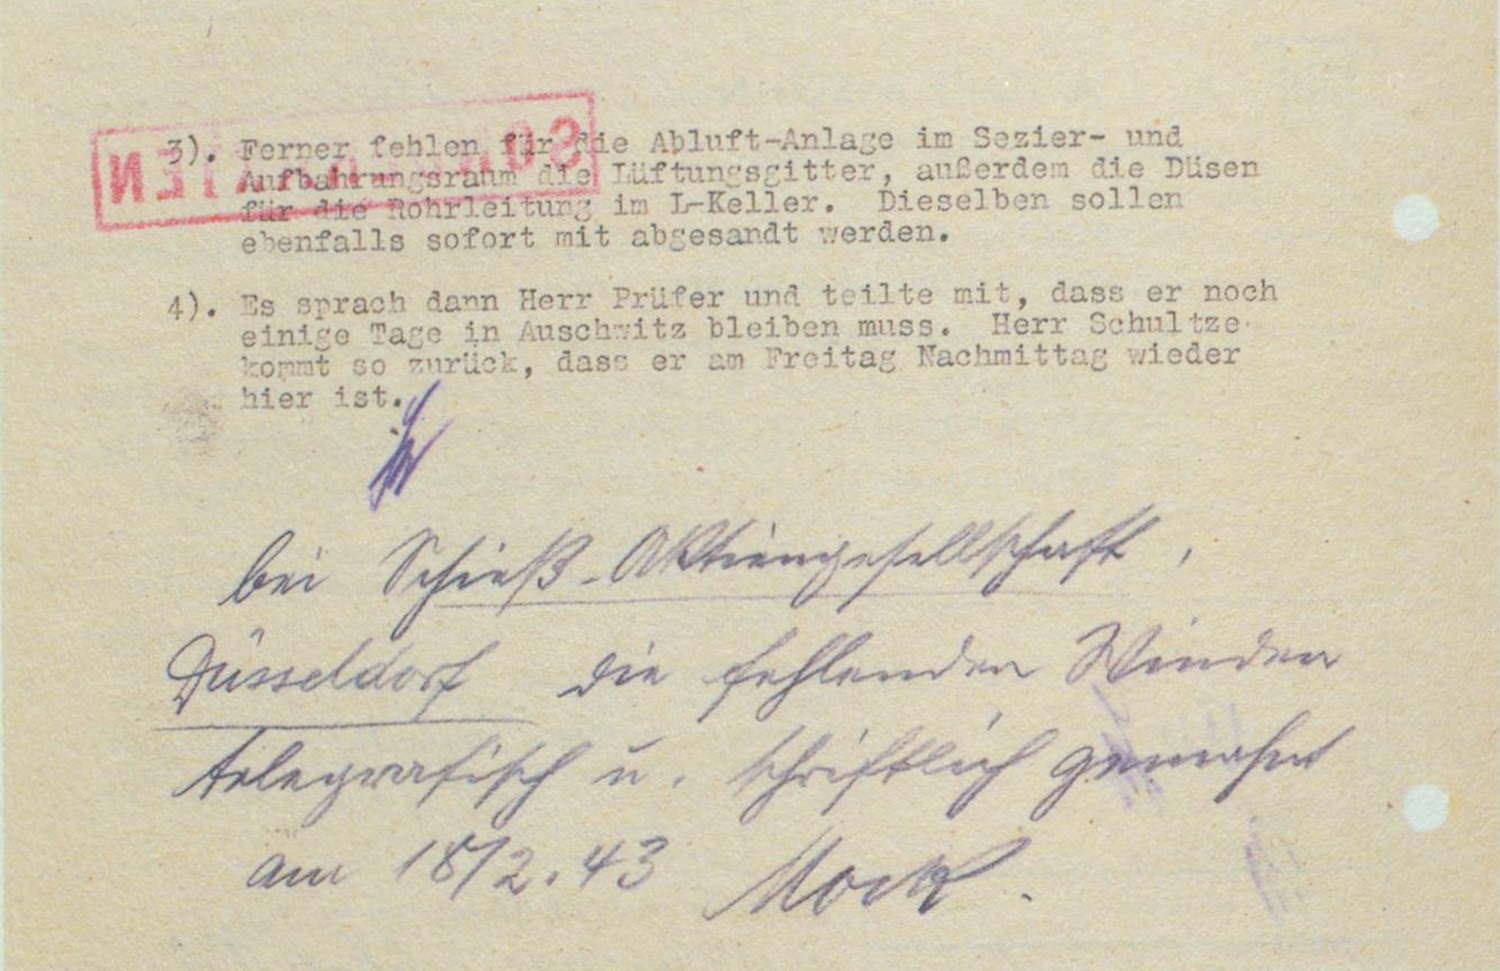 3). Ferner fehlen für die Abluft-Anlage im Sezier- und
Aufbahrungsraum die Lüftungsgitter, außerdem die Düsen
für die Rohrleitung im L-Keller. Dieselben sollen
ebenfalls sofort mit abgesandt werden.
4). Es sprach dann Herr Prüfer und teilte mit, dass er noch
einige Tage in Auschwitz bleiben muss. Herr Schultze
kommt so zurück, dass er am Freitag Nachmittag wieder
hier ist.
bei Schieß-Aktiengesellschaft,
Düsseldorf die fehlenden Winden
telegrafisch u. schriftlich gemahnt
am 18/2.43 Mock.